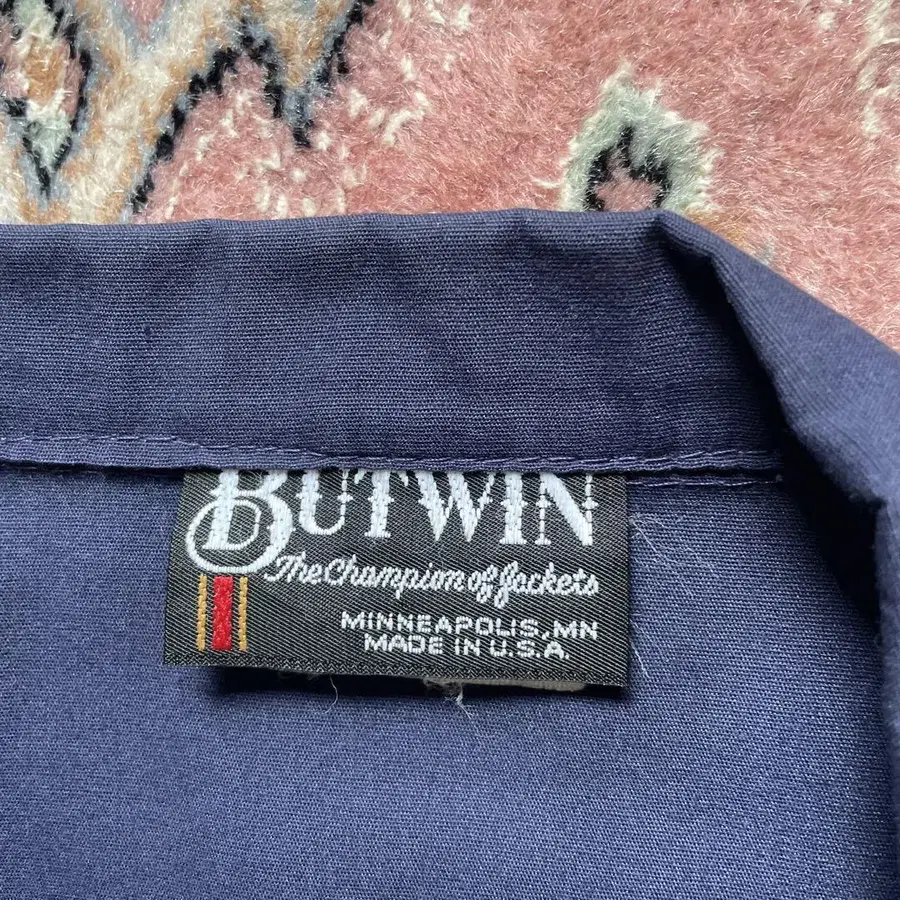 BUTWIN
The Champion of Jackets
MINNEAPOLIS, MN
MADE IN U.S.A.